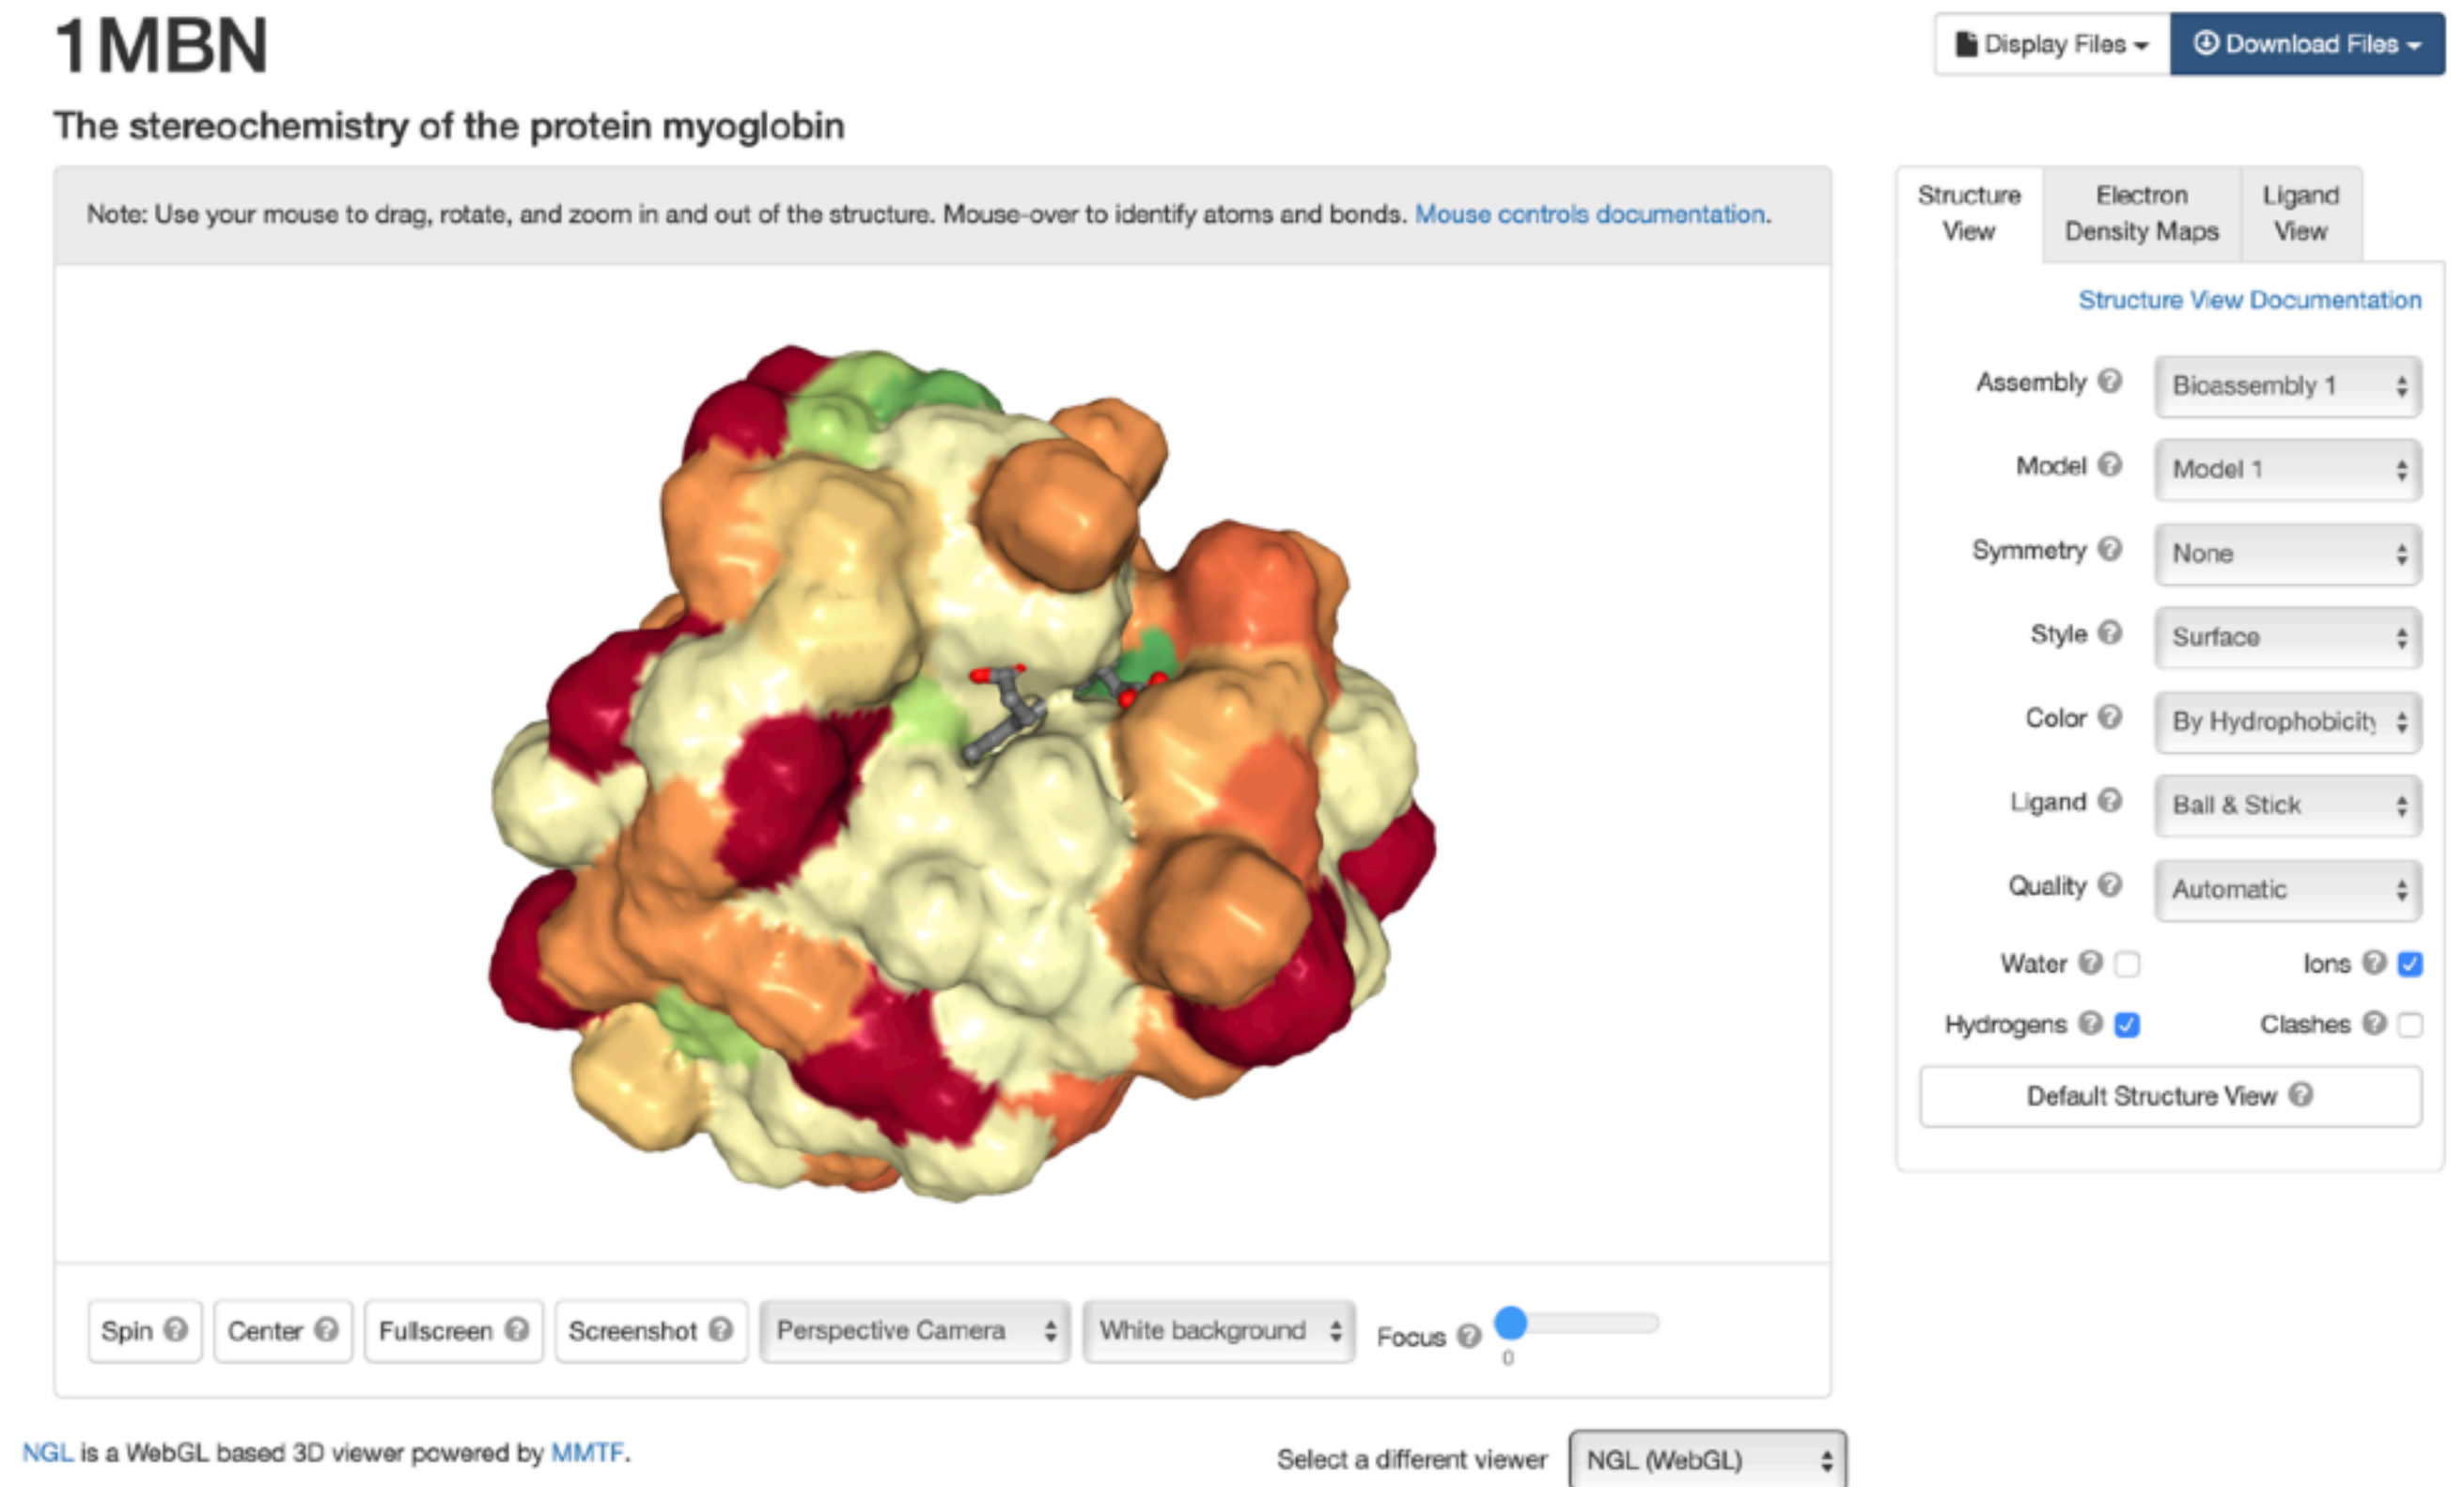 1MBN
Display Files
Download Files
The stereochemistry of the protein myoglobin
Note: Use your mouse to drag, rotate, and zoom in and out of the structure. Mouse-over to identify atoms and bonds. Mouse controls documentation.
Structure View
Electron Density Maps
Ligand View
Structure View Documentation
Assembly ? Bioassembly 1
Model ? Model 1
Symmetry ? None
Style ? Surface
Color ? By Hydrophobicity
Ligand ? Ball & Stick
Quality ? Automatic
Water ? Ions ?
Hydrogens ? Clashes ?
Default Structure View ?
Spin ? Center ? Fullscreen ? Screenshot ? Perspective Camera White background Focus ?
0
NGL is a WebGL based 3D viewer powered by MMTF.
Select a different viewer NGL (WebGL)